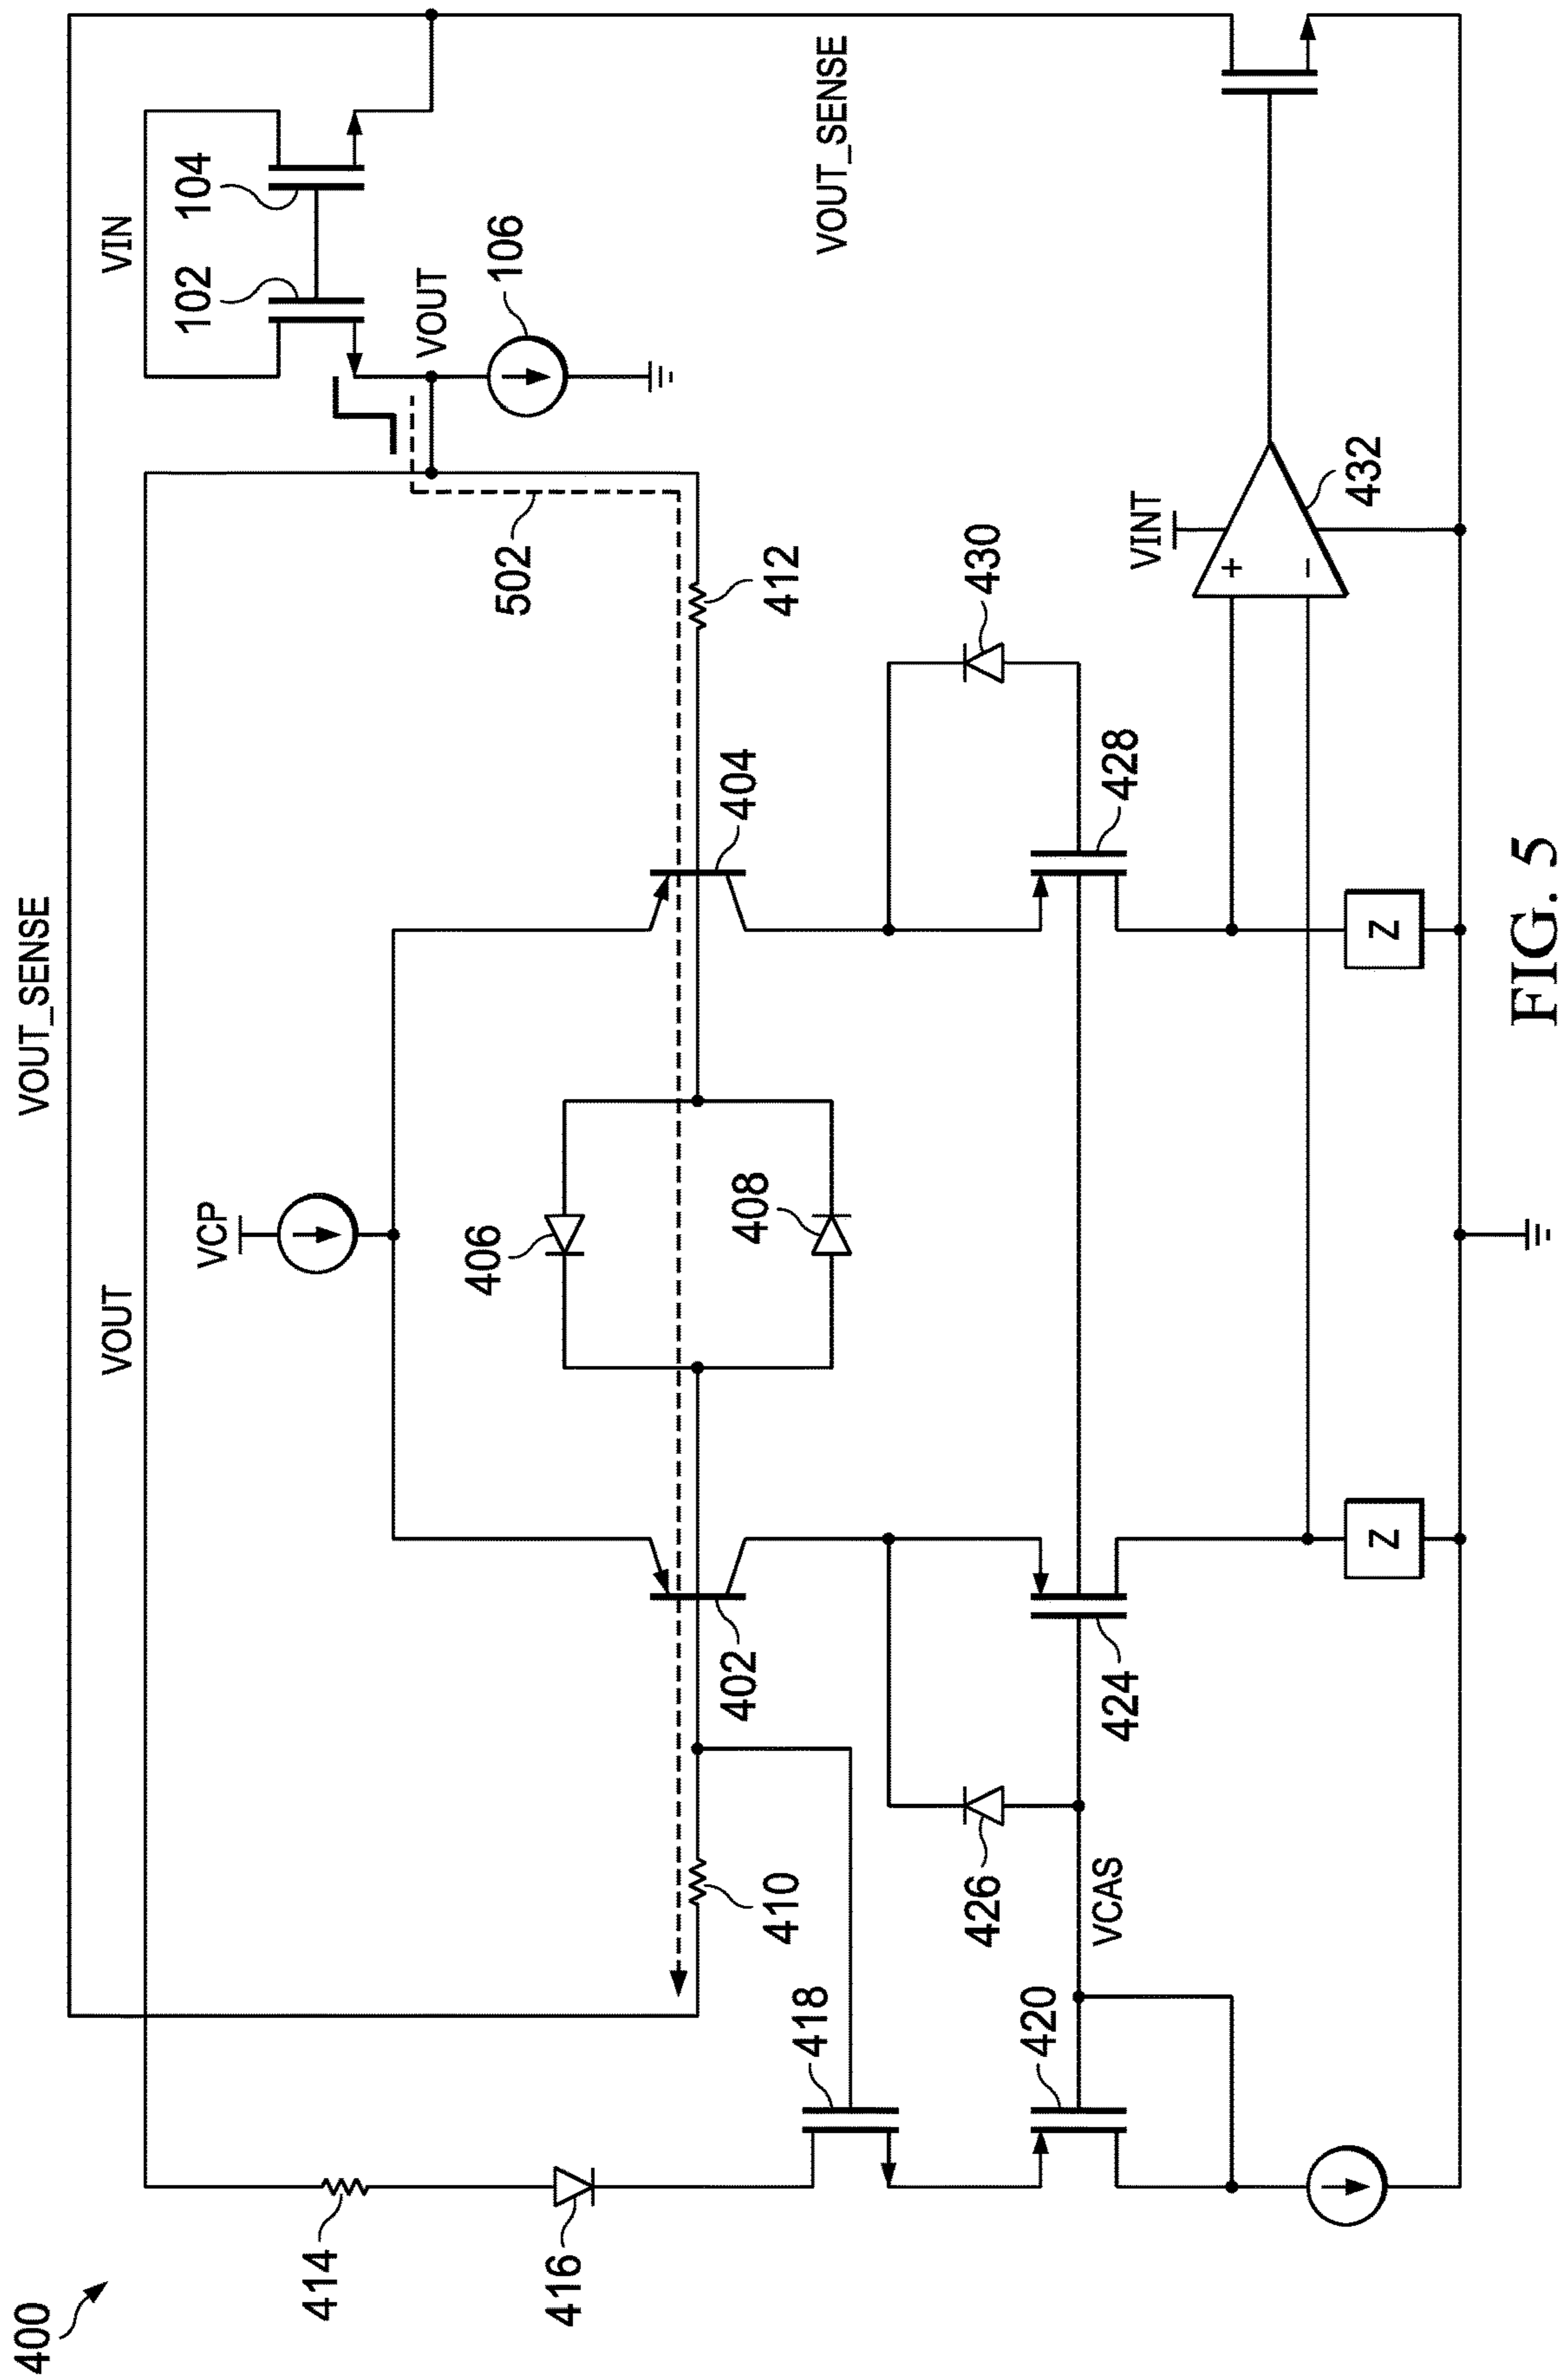 400
VOUT_SENSE
VOUT
VIN
102
104
VOUT
106
VOUT_SENSE
VCP
414
416
418
420
410
402
406
408
404
412
502
VCAS
426
424
428
430
VINT
+
-
432
Z
Z
FIG. 5